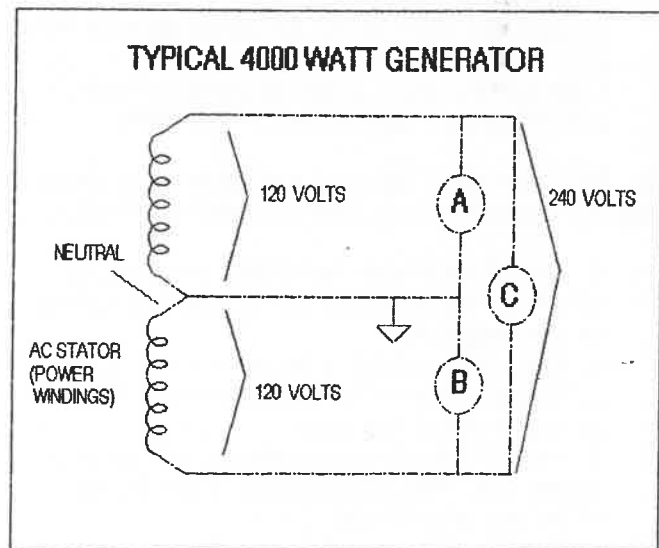 TYPICAL 4000 WATT GENERATOR
120 VOLTS
A
240 VOLTS
NEUTRAL
C
AC STATOR
(POWER
WINDINGS)
120 VOLTS
B